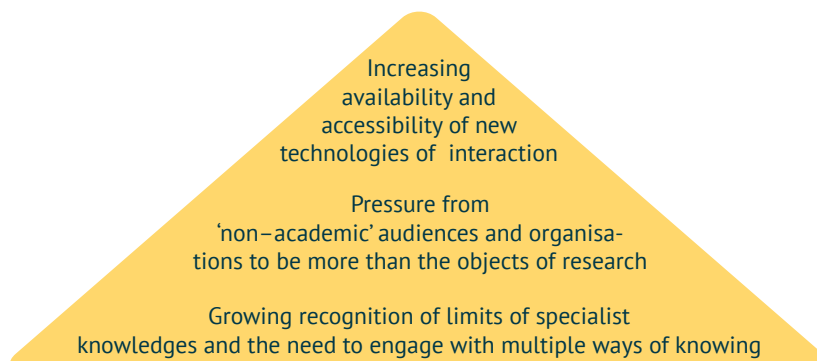 Increasing
availability and
accessibility of new
technologies of interaction
Pressure from
‘non–academic’ audiences and organisa-
tions to be more than the objects of research
Growing recognition of limits of specialist
knowledges and the need to engage with multiple ways of knowing